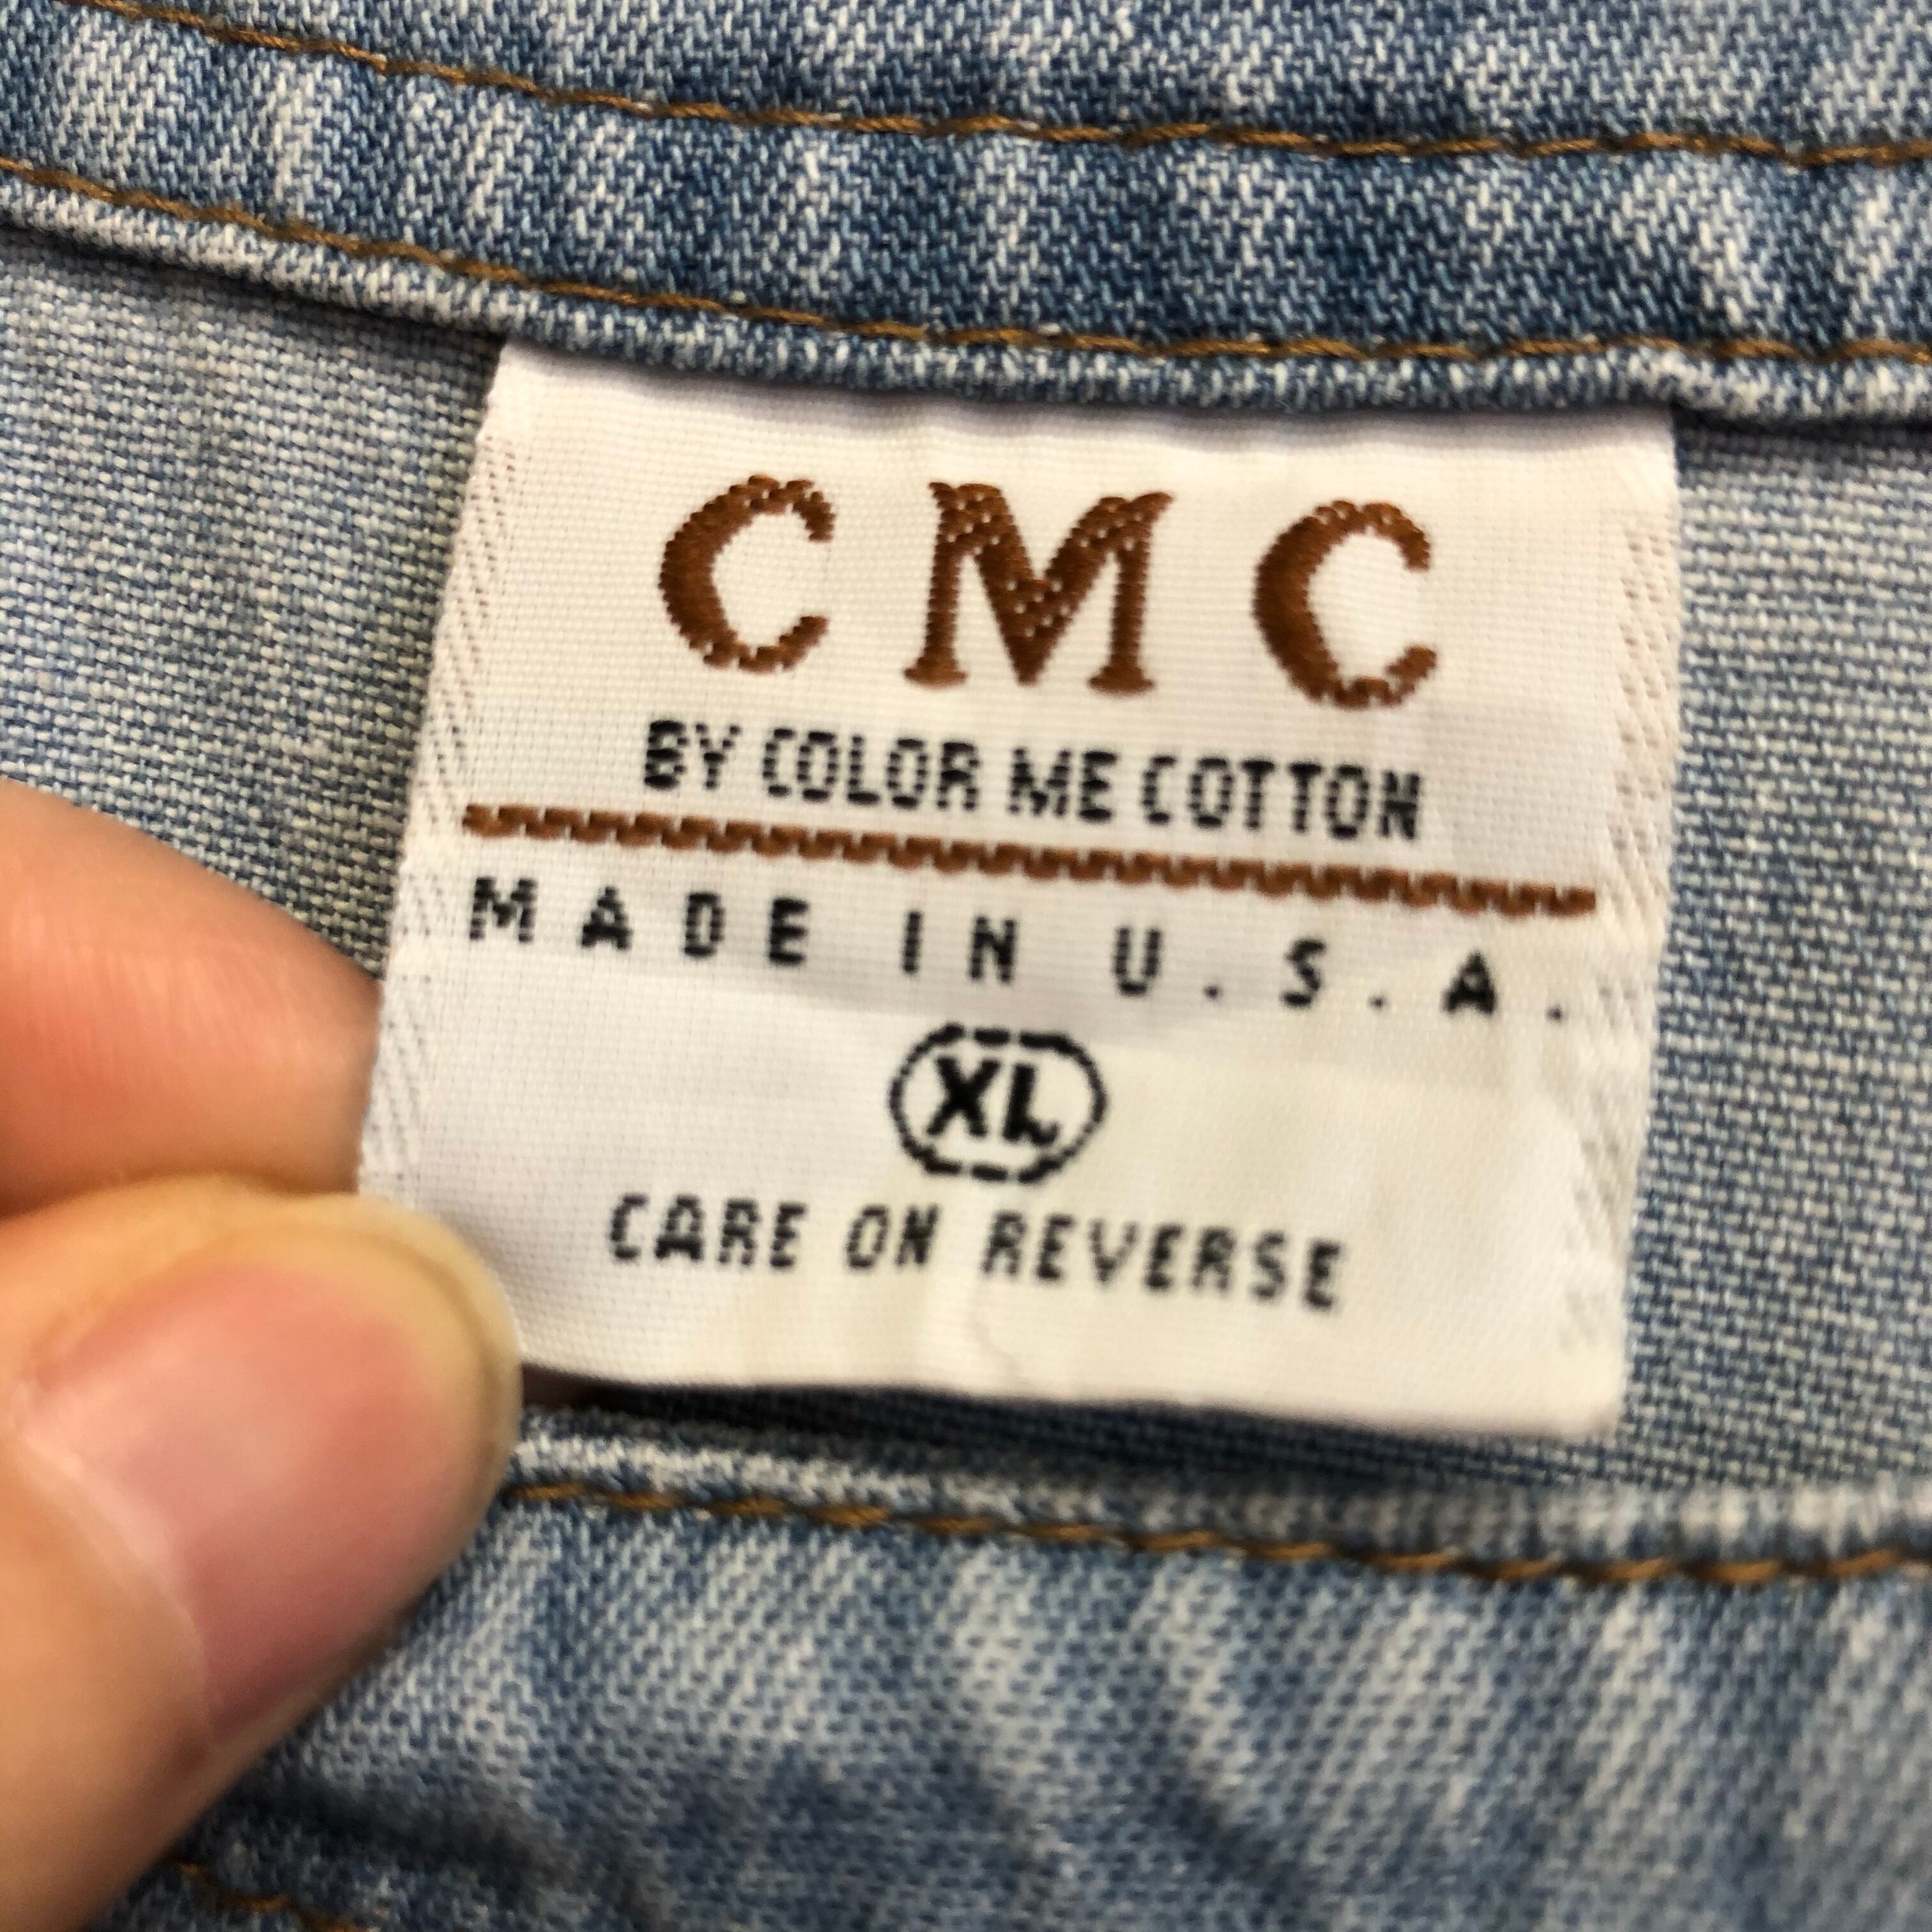 CMC
BY COLOR ME COTTON
MADE IN U.S.A.
XL
CARE ON REVERSE